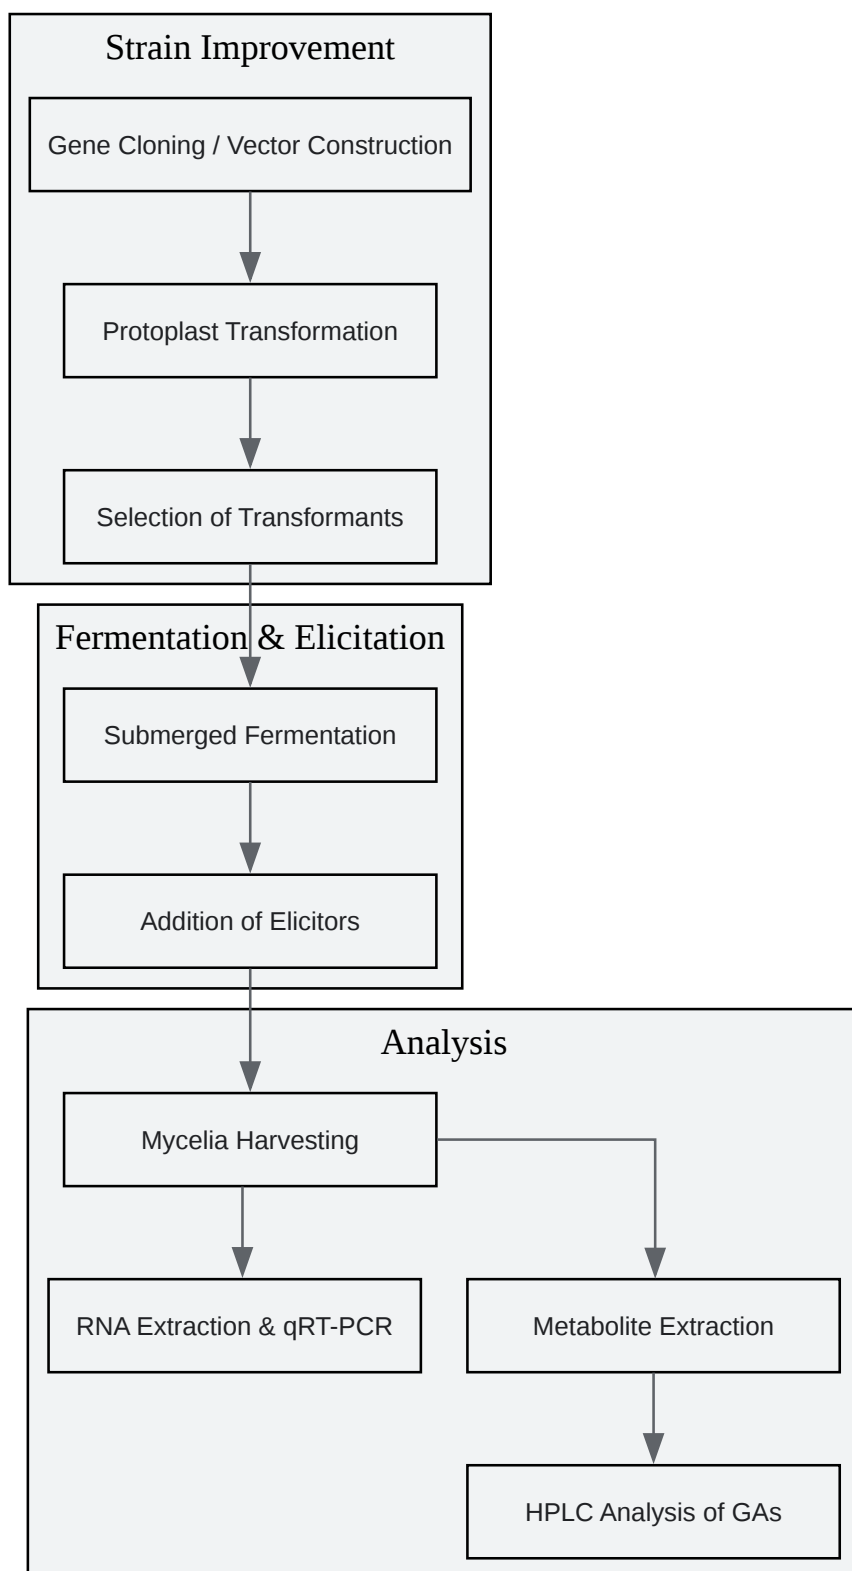 Strain Improvement
Gene Cloning / Vector Construction
Protoplast Transformation
Selection of Transformants
Fermentation & Elicitation
Submerged Fermentation
Addition of Elicitors
Analysis
Mycelia Harvesting
RNA Extraction & qRT-PCR
Metabolite Extraction
HPLC Analysis of GAs